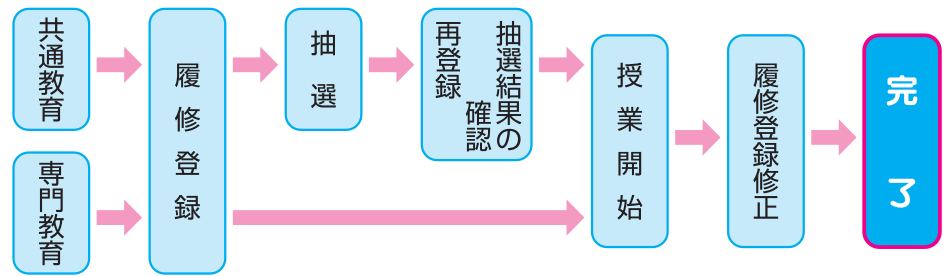 共通教育
専門教育
履修登録
抽選
抽選結果の
確認
再登録
授業開始
履修登録修正
完了